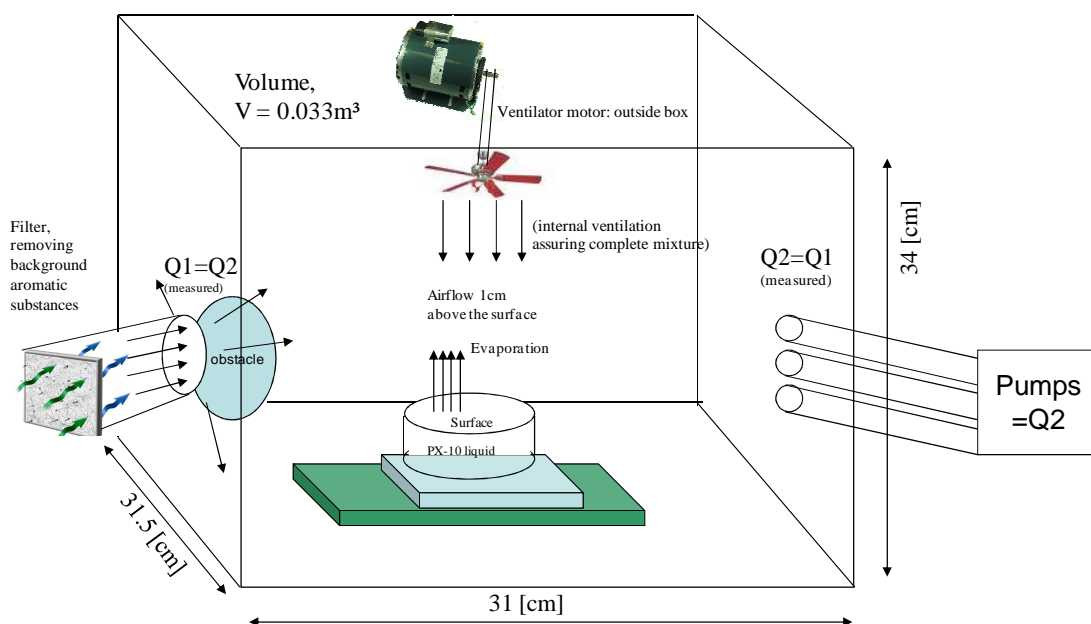 Volume,
V = 0.033m³
Ventilator motor: outside box
(internal ventilation
assuring complete mixture)
Filter,
removing
background
aromatic
substances
Q1=Q2
(measured)
obstacle
Airflow 1cm
above the surface
Evaporation
Surface
PX-10 liquid
Q2=Q1
(measured)
34 [cm]
Pumps
=Q2
31.5 [cm]
31 [cm]